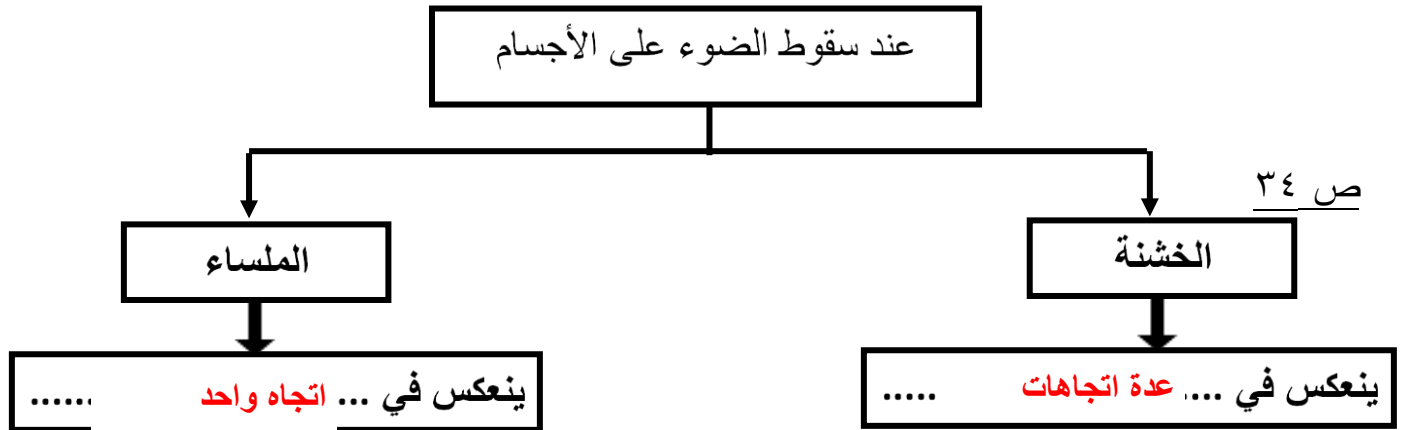 عند سقوط الضوء على الأجسام
ص ٣٤
الخشنة
الملساء
ينعكس في .... عدة اتجاهات .....
ينعكس في ... اتجاه واحد ......